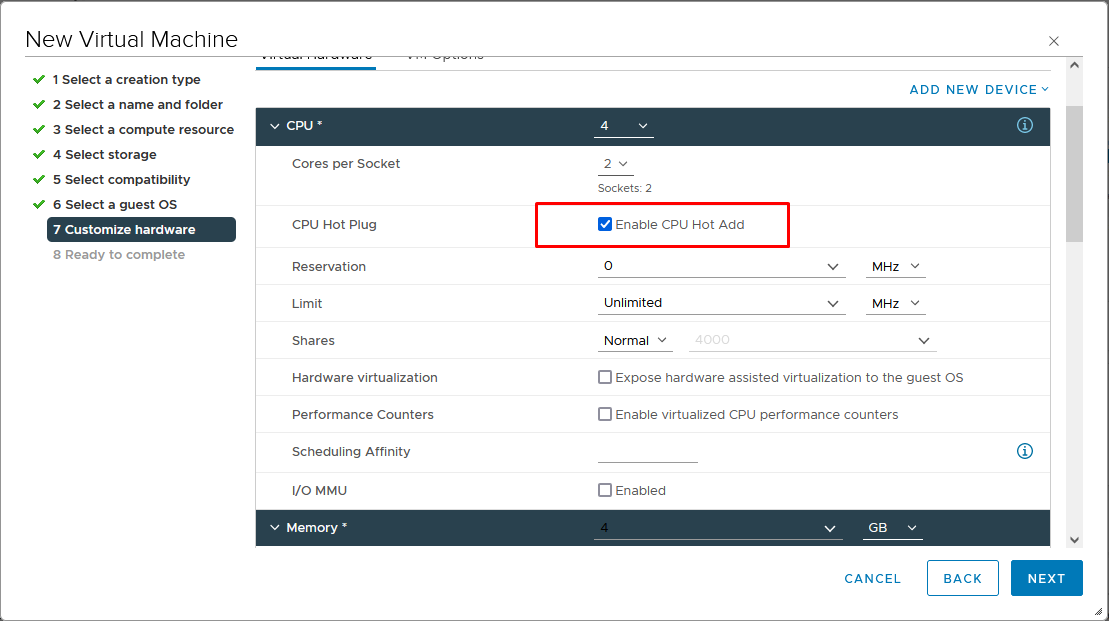 New Virtual Machine
1 Select a creation type
2 Select a name and folder
3 Select a compute resource
4 Select storage
5 Select compatibility
6 Select a guest OS
7 Customize hardware
8 Ready to complete
Virtual Hardware VM Options
ADD NEW DEVICE
CPU * 4
Cores per Socket 2
Sockets: 2
CPU Hot Plug Enable CPU Hot Add
Reservation 0 MHz
Limit Unlimited MHz
Shares Normal 4000
Hardware virtualization Expose hardware assisted virtualization to the guest OS
Performance Counters Enable virtualized CPU performance counters
Scheduling Affinity
I/O MMU Enabled
Memory * 4 GB
CANCEL BACK NEXT